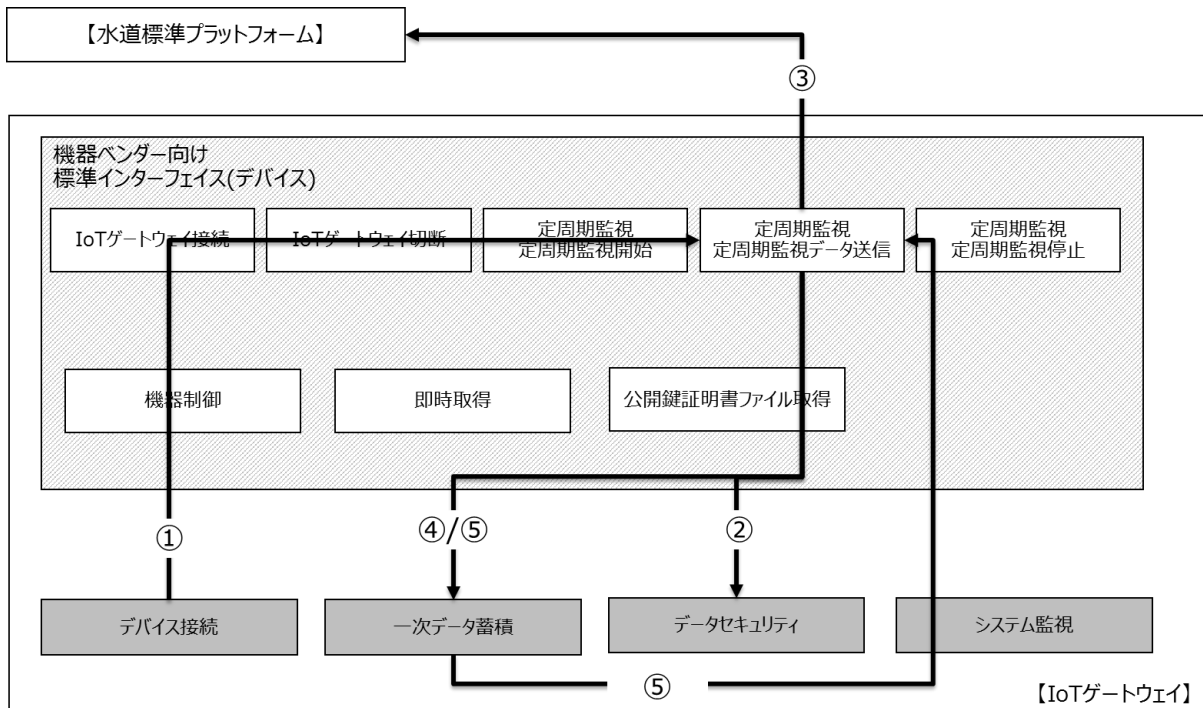 【水道標準プラットフォーム】
③
機器ベンダー向け
標準インターフェイス(デバイス)
IoTゲートウェイ接続
IoTゲートウェイ切断
定周期監視
定周期監視開始
定周期監視
定周期監視データ送信
定周期監視
定周期監視停止
機器制御
即時取得
公開鍵証明書ファイル取得
①
④/⑤
②
デバイス接続
一次データ蓄積
データセキュリティ
システム監視
⑤
【IoTゲートウェイ】